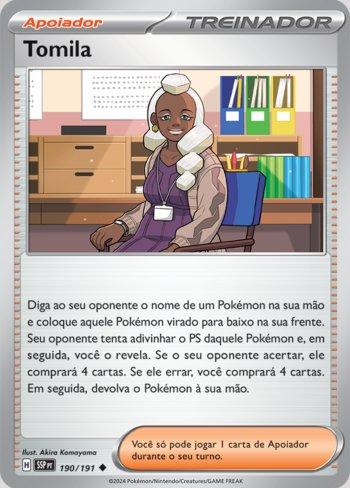 Apoiador
TREINADOR
Tomila
Diga ao seu oponente o nome de um Pokémon na sua mão
e coloque aquele Pokémon virado para baixo na sua frente.
Seu oponente tenta adivinhar o PS daquele Pokémon e, em
seguida, você o revela. Se o seu oponente acertar, ele
comprará 4 cartas. Se ele errar, você comprará 4 cartas.
Em seguida, devolva o Pokémon à sua mão.
Ilust. Akira Komayama
H SSP PT 190/191
Você só pode jogar 1 carta de Apoiador
durante o seu turno.
©2024 Pokémon/Nintendo/Creatures/GAME FREAK